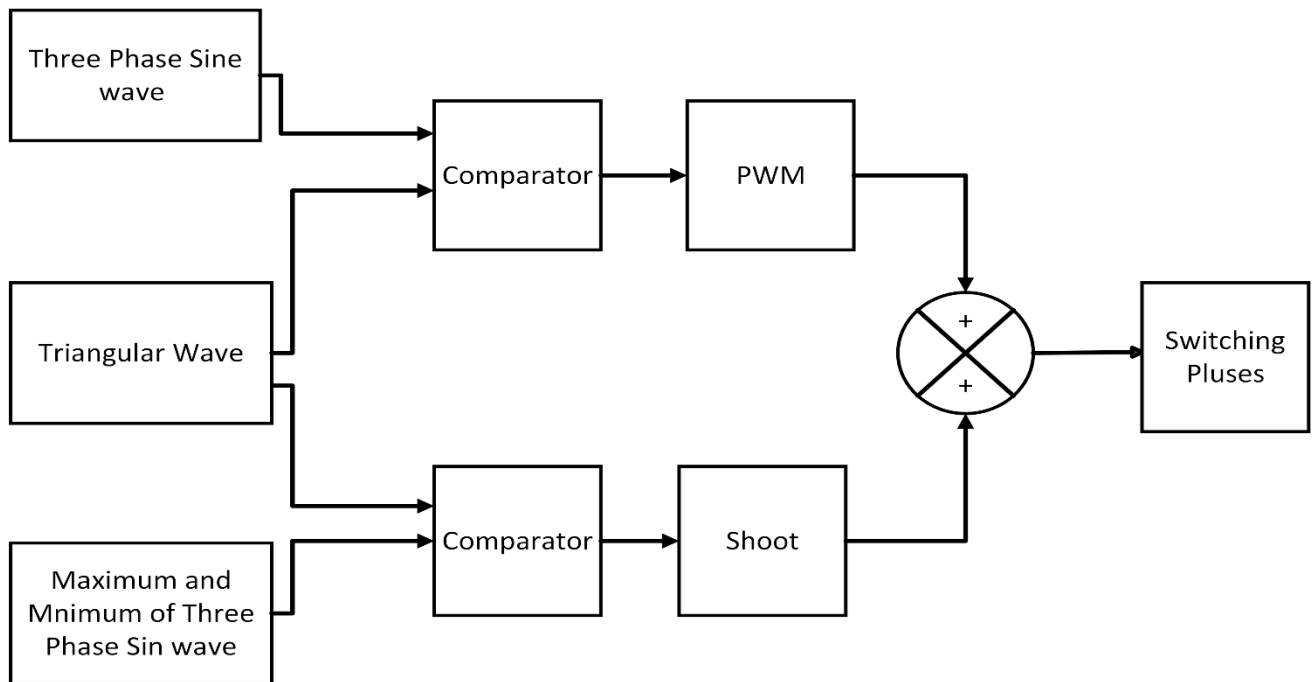 Three Phase Sine
wave
Comparator
PWM
Triangular Wave
+
+
Switching
Pluses
Comparator
Shoot
Maximum and
Mnimum of Three
Phase Sin wave